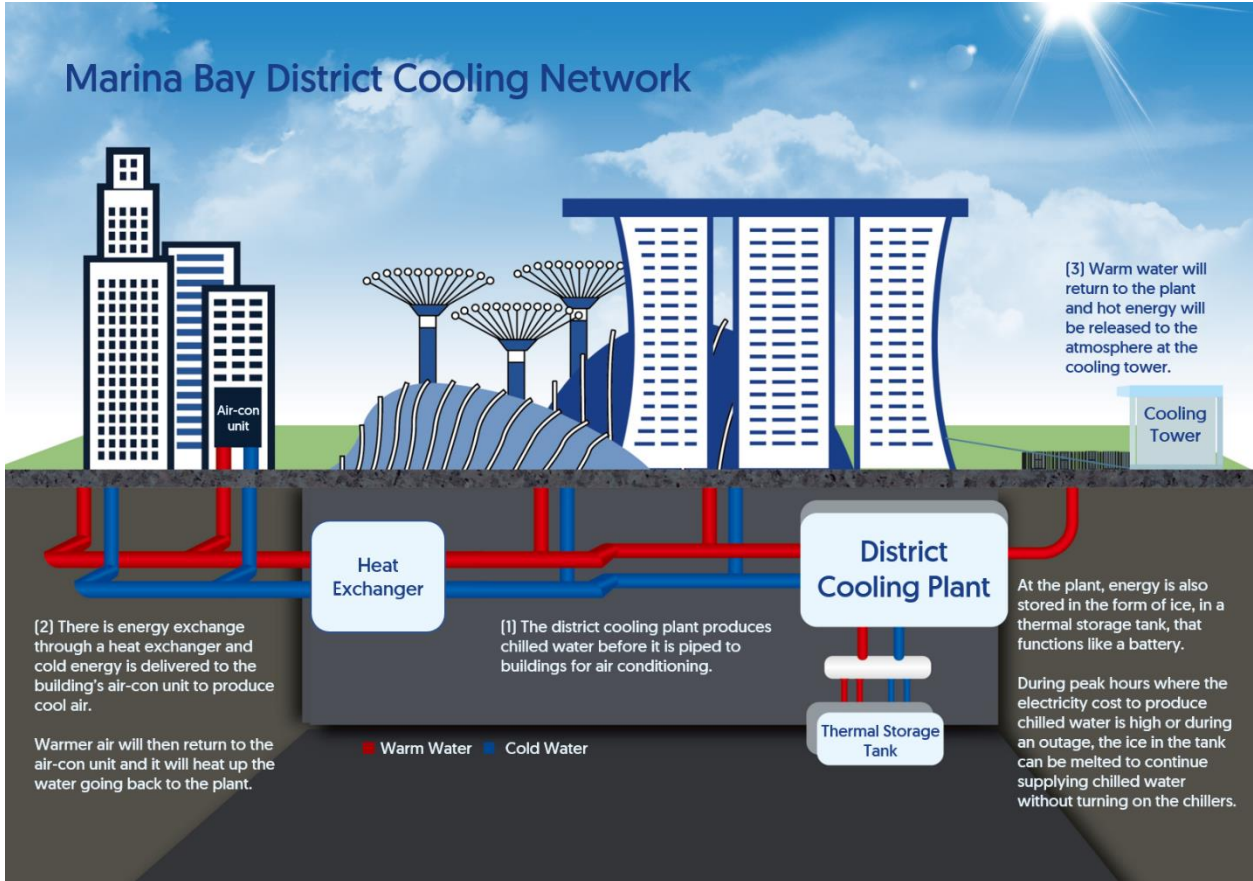 Marina Bay District Cooling Network
(3) Warm water will
return to the plant
and hot energy will
be released to the
atmosphere at the
cooling tower.
Air-con
unit
Cooling
Tower
Heat
Exchanger
District
Cooling Plant
(1) The district cooling plant produces
chilled water before it is piped to
buildings for air conditioning.
(2) There is energy exchange
through a heat exchanger and
cold energy is delivered to the
building's air-con unit to produce
cool air.
Warmer air will then return to the
air-con unit and it will heat up the
water going back to the plant.
Warm Water
Cold Water
Thermal Storage
Tank
At the plant, energy is also
stored in the form of ice, in a
thermal storage tank, that
functions like a battery.
During peak hours where the
electricity cost to produce
chilled water is high or during
an outage, the ice in the tank
can be melted to continue
supplying chilled water
without turning on the chillers.